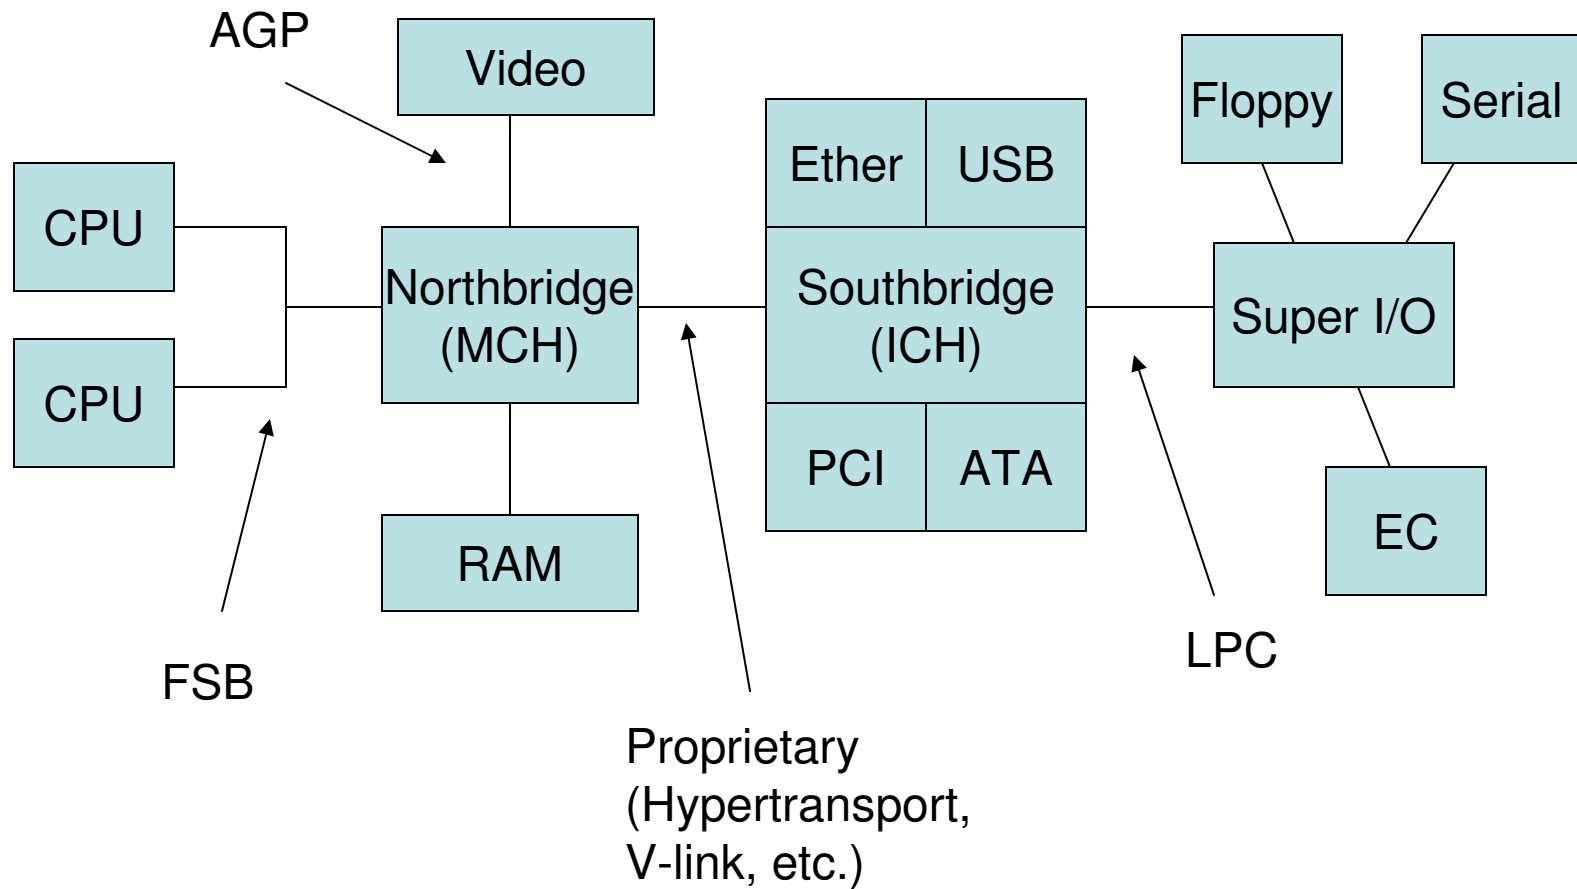 AGP
Video
Floppy
Serial
Ether
USB
CPU
Northbridge
(MCH)
Southbridge
(ICH)
Super I/O
CPU
PCI
ATA
RAM
EC
FSB
LPC
Proprietary
(Hypertransport,
V-link, etc.)